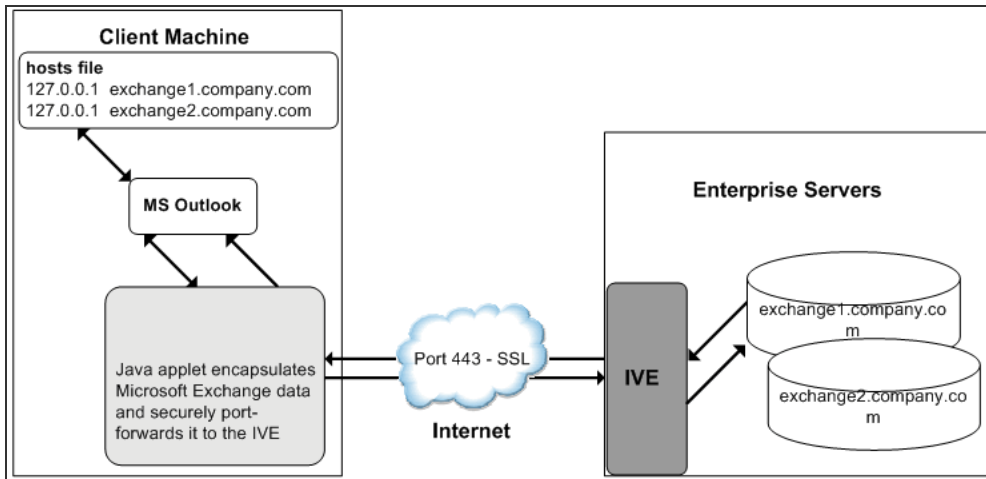 Client Machine
hosts file
127.0.0.1 exchange1.company.com
127.0.0.1 exchange2.company.com
MS Outlook
Java applet encapsulates
Microsoft Exchange data
and securely port-
forwards it to the IVE
Port 443 - SSL
Internet
Enterprise Servers
IVE
exchange1.company.co
m
exchange2.company.co
m